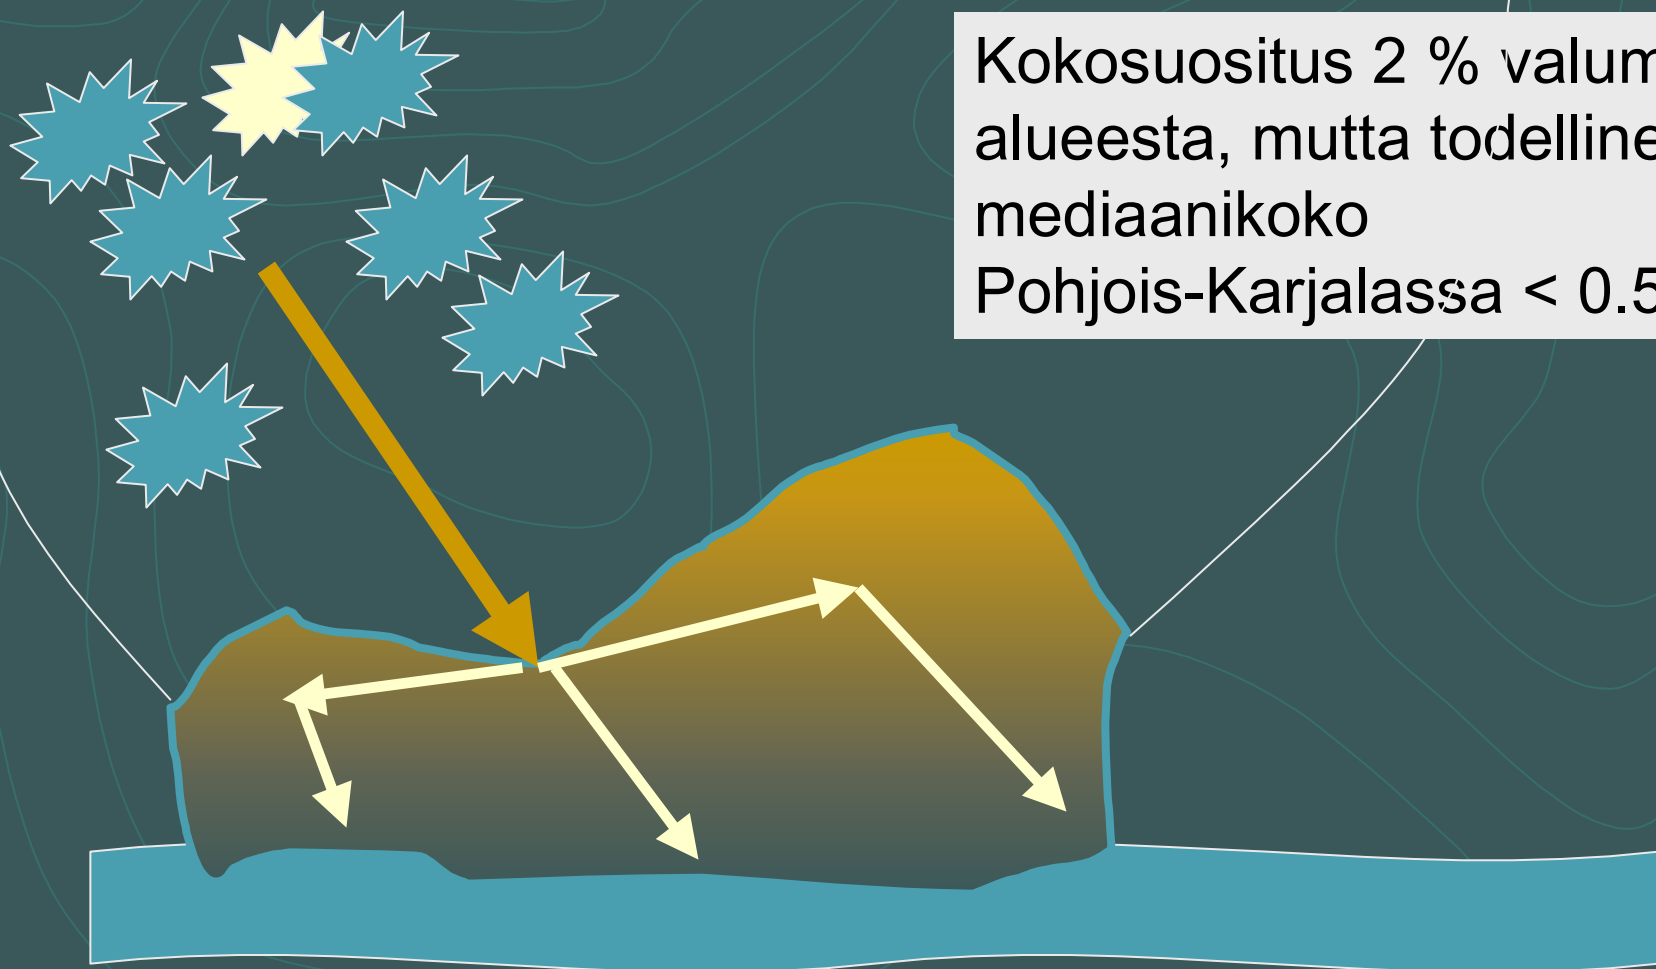 Kokosuositus 2 % valum
alueesta, mutta todelline
mediaanikoko
Pohjois-Karjalassa < 0.5